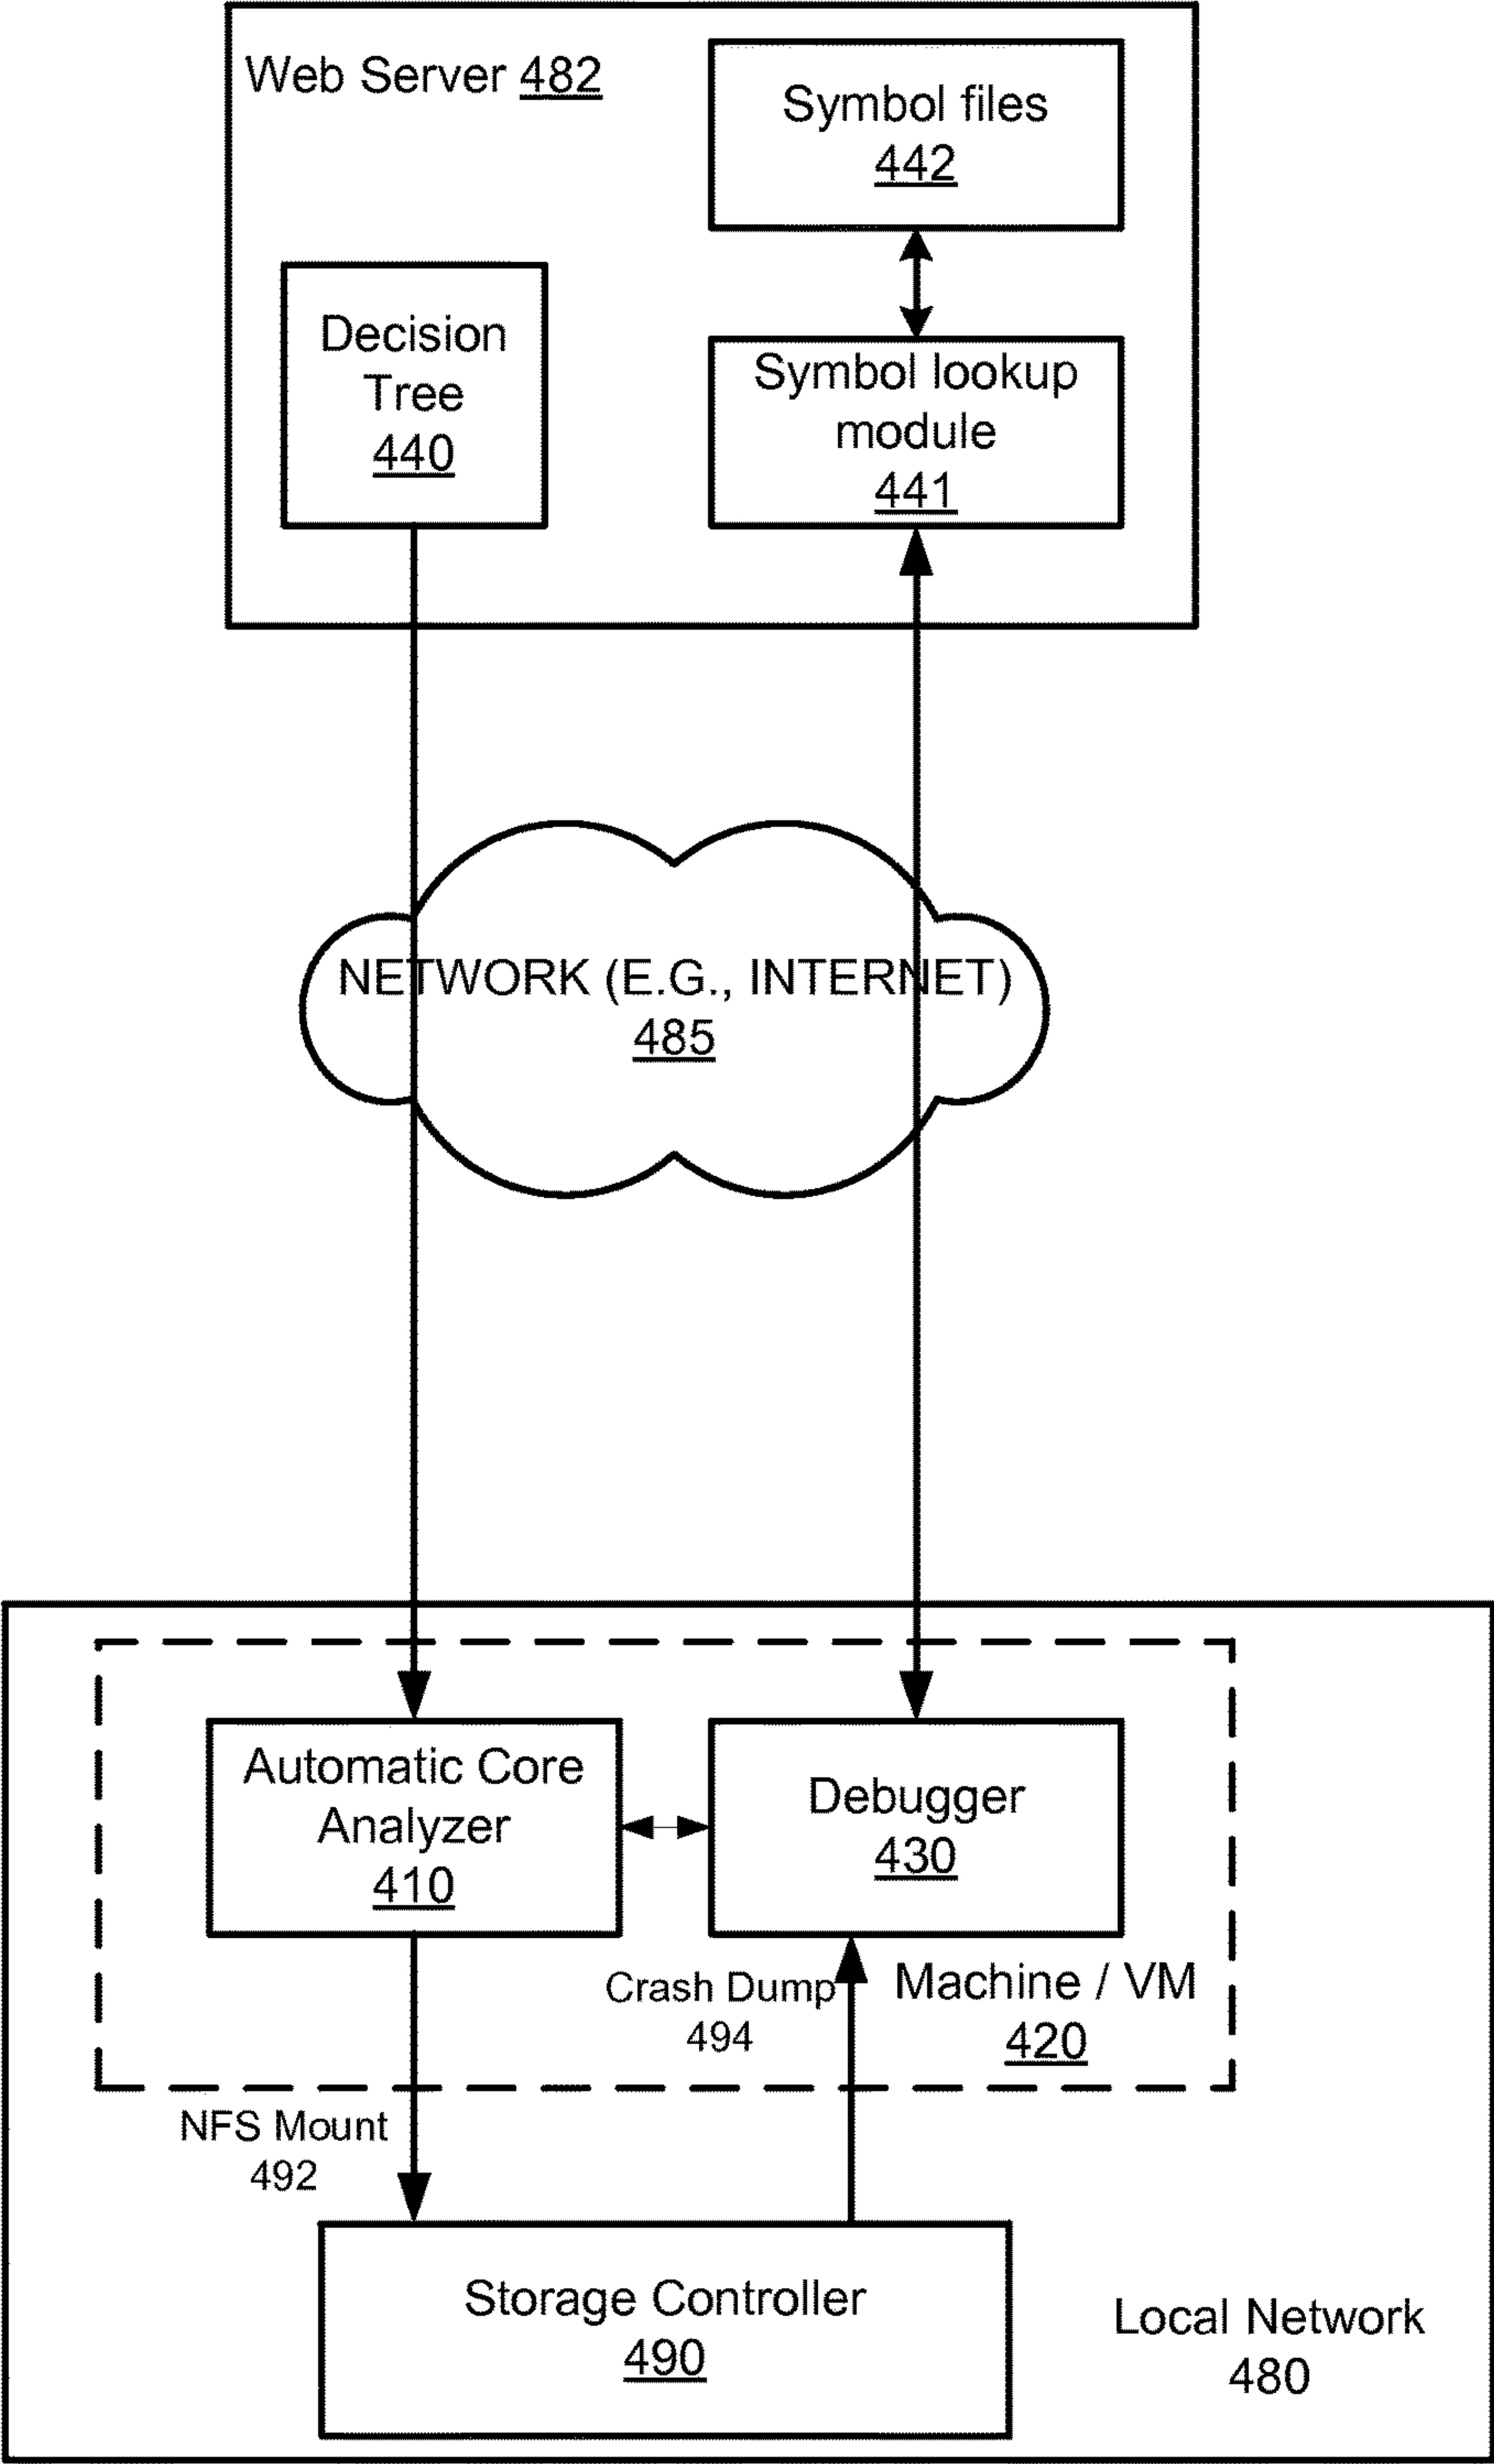 Web Server 482
Symbol files
442
Decision
Tree
440
Symbol lookup
module
441
NETWORK (E.G., INTERNET)
485
Automatic Core
Analyzer
410
Debugger
430
Crash Dump
494
Machine / VM
420
NFS Mount
492
Storage Controller
490
Local Network
480